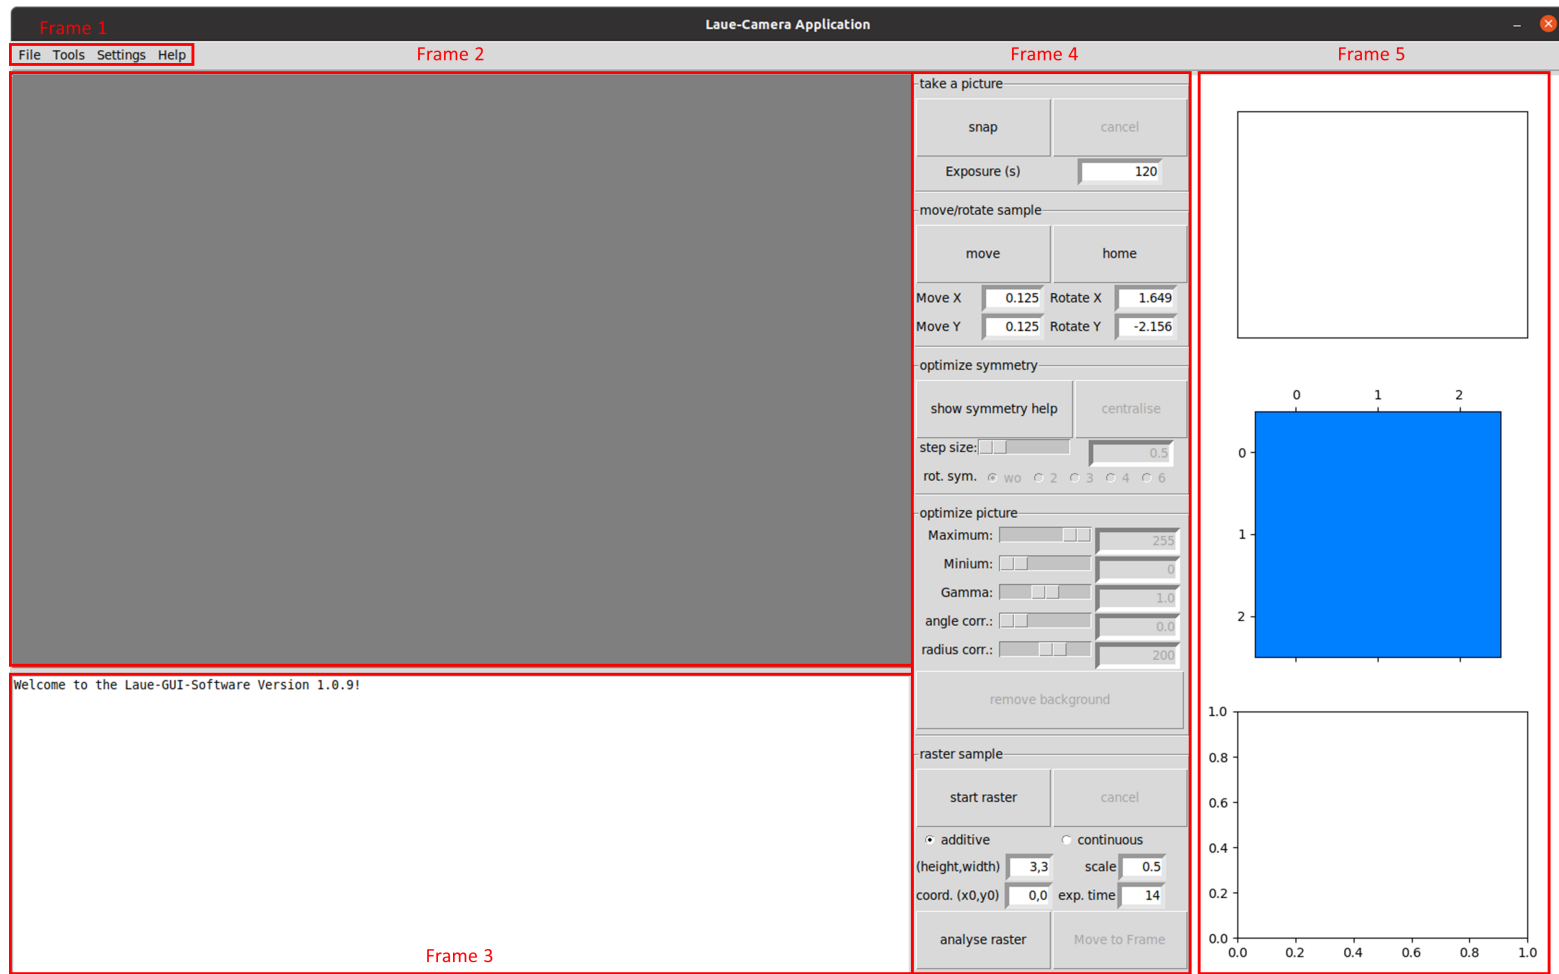 Laue-Camera Application
Frame 1
File Tools Settings Help
Frame 2
Frame 4
Frame 5
Welcome to the Laue-GUI-Software Version 1.0.9!
Frame 3
take a picture
snap cancel
Exposure (s) 120
move/rotate sample
move home
Move X 0.125 Rotate X 1.649
Move Y 0.125 Rotate Y -2.156
optimize symmetry
show symmetry help centralise
step size: 0.5
rot. sym. wo 2 3 4 6
optimize picture
Maximum: 255
Minium: 0
Gamma: 1.0
angle corr.: 0.0
radius corr.: 200
remove background
raster sample
start raster cancel
additive continuous
(height,width) 3,3 scale 0.5
coord. (x0,y0) 0,0 exp. time 14
analyse raster Move to Frame
0 1 2
0
1
2
1.0
0.8
0.6
0.4
0.2
0.0
0.0 0.2 0.4 0.6 0.8 1.0